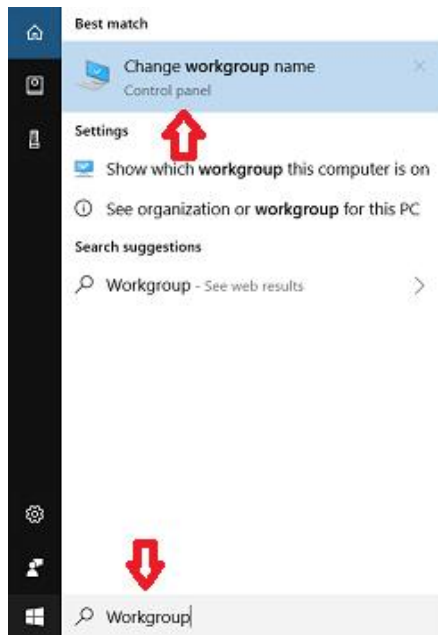 Best match
Change workgroup name
Control panel
Settings
Show which workgroup this computer is on
See organization or workgroup for this PC
Search suggestions
Workgroup - See web results
Workgroup